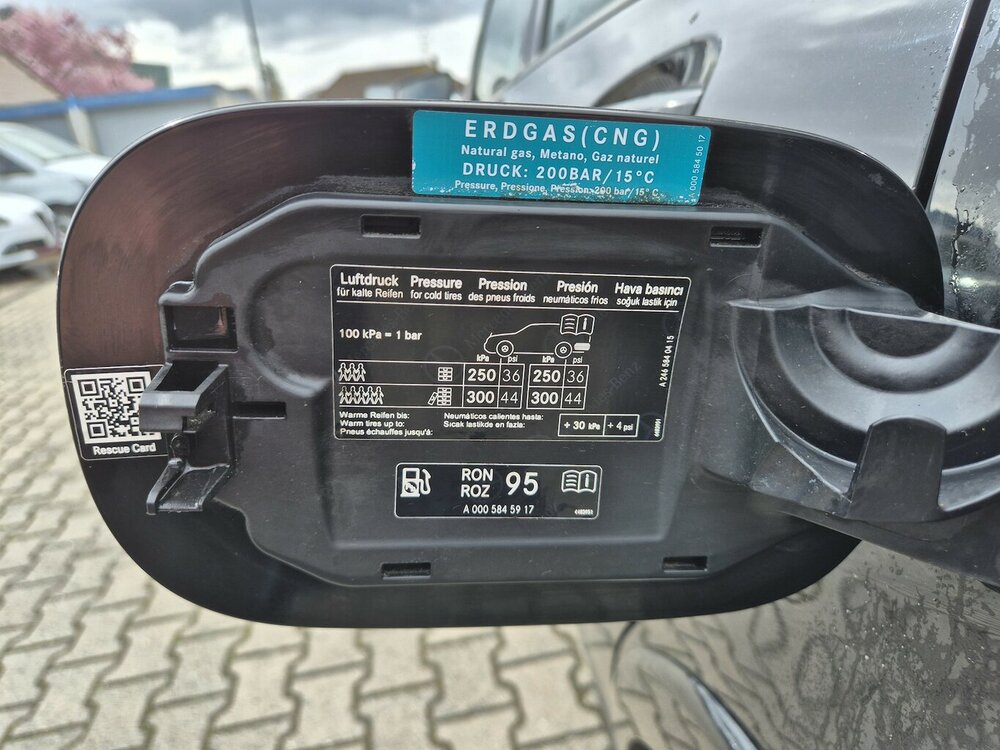 ERDGAS(CNG)
Natural gas, Metano, Gaz naturel
DRUCK: 200BAR/15°C
Pressure, Pressione, Pression: 200 bar/15°C
A 000 584 50 17
Luftdruck Pressure Pression Presión Hava basıncı
für kalte Reifen for cold tires des pneus froids neumáticos frios soğuk lastik için
100 kPa = 1 bar
kPa psi kPa psi
250 36 250 36
300 44 300 44
A 246 584 04 15
Warme Reifen bis: Neumáticos calientes hasta:
Warm tires up to: Sıcak lastikde en fazla:
Pneus échauffes jusqu'á:
+ 30 kPa + 4 psi
Rescue Card
RON
ROZ 95
A 000 584 59 17